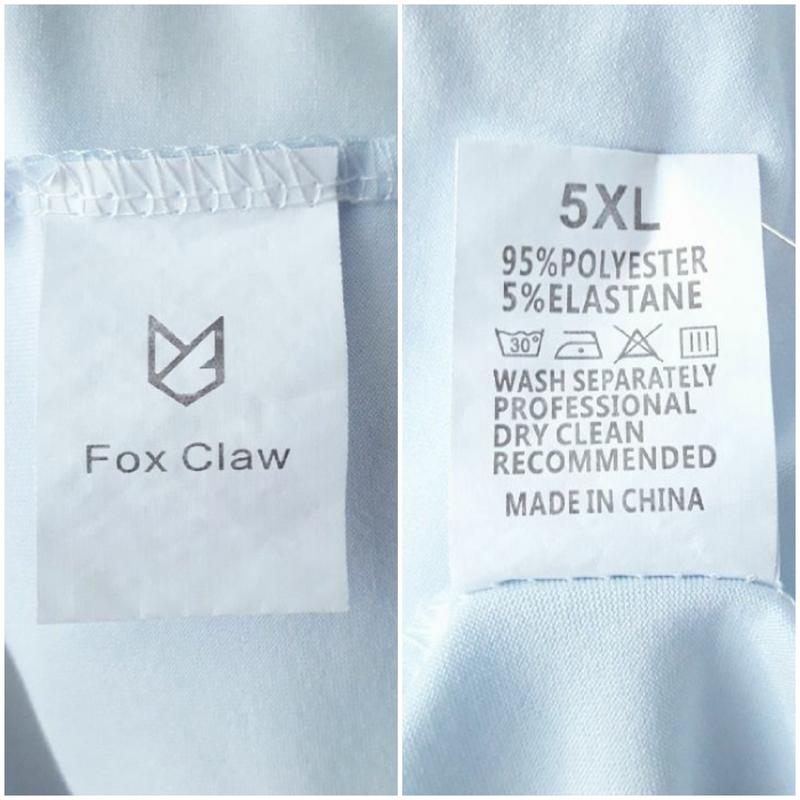 Fox Claw
5XL
95%POLYESTER
5%ELASTANE
30°
WASH SEPARATELY
PROFESSIONAL
DRY CLEAN
RECOMMENDED
MADE IN CHINA